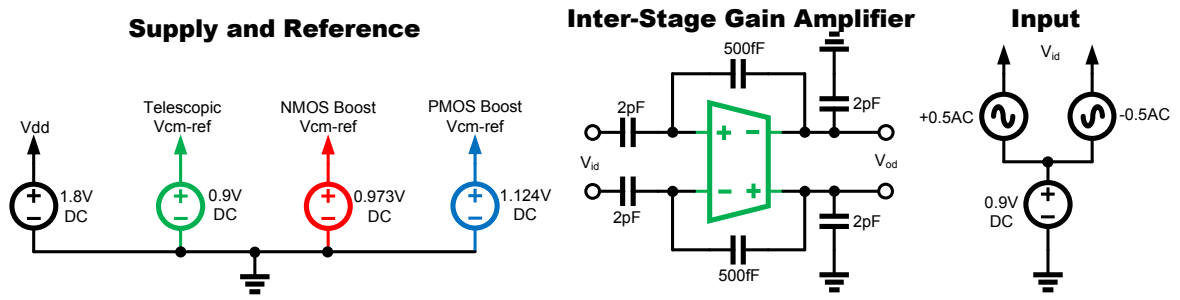 Supply and Reference
Vdd
1.8V
DC
Telescopic
Vcm-ref
0.9V
DC
NMOS Boost
Vcm-ref
0.973V
DC
PMOS Boost
Vcm-ref
1.124V
DC
Inter-Stage Gain Amplifier
500fF
2pF
2pF
Vid
Vod
2pF
2pF
500fF
Input
Vid
+0.5AC
-0.5AC
0.9V
DC